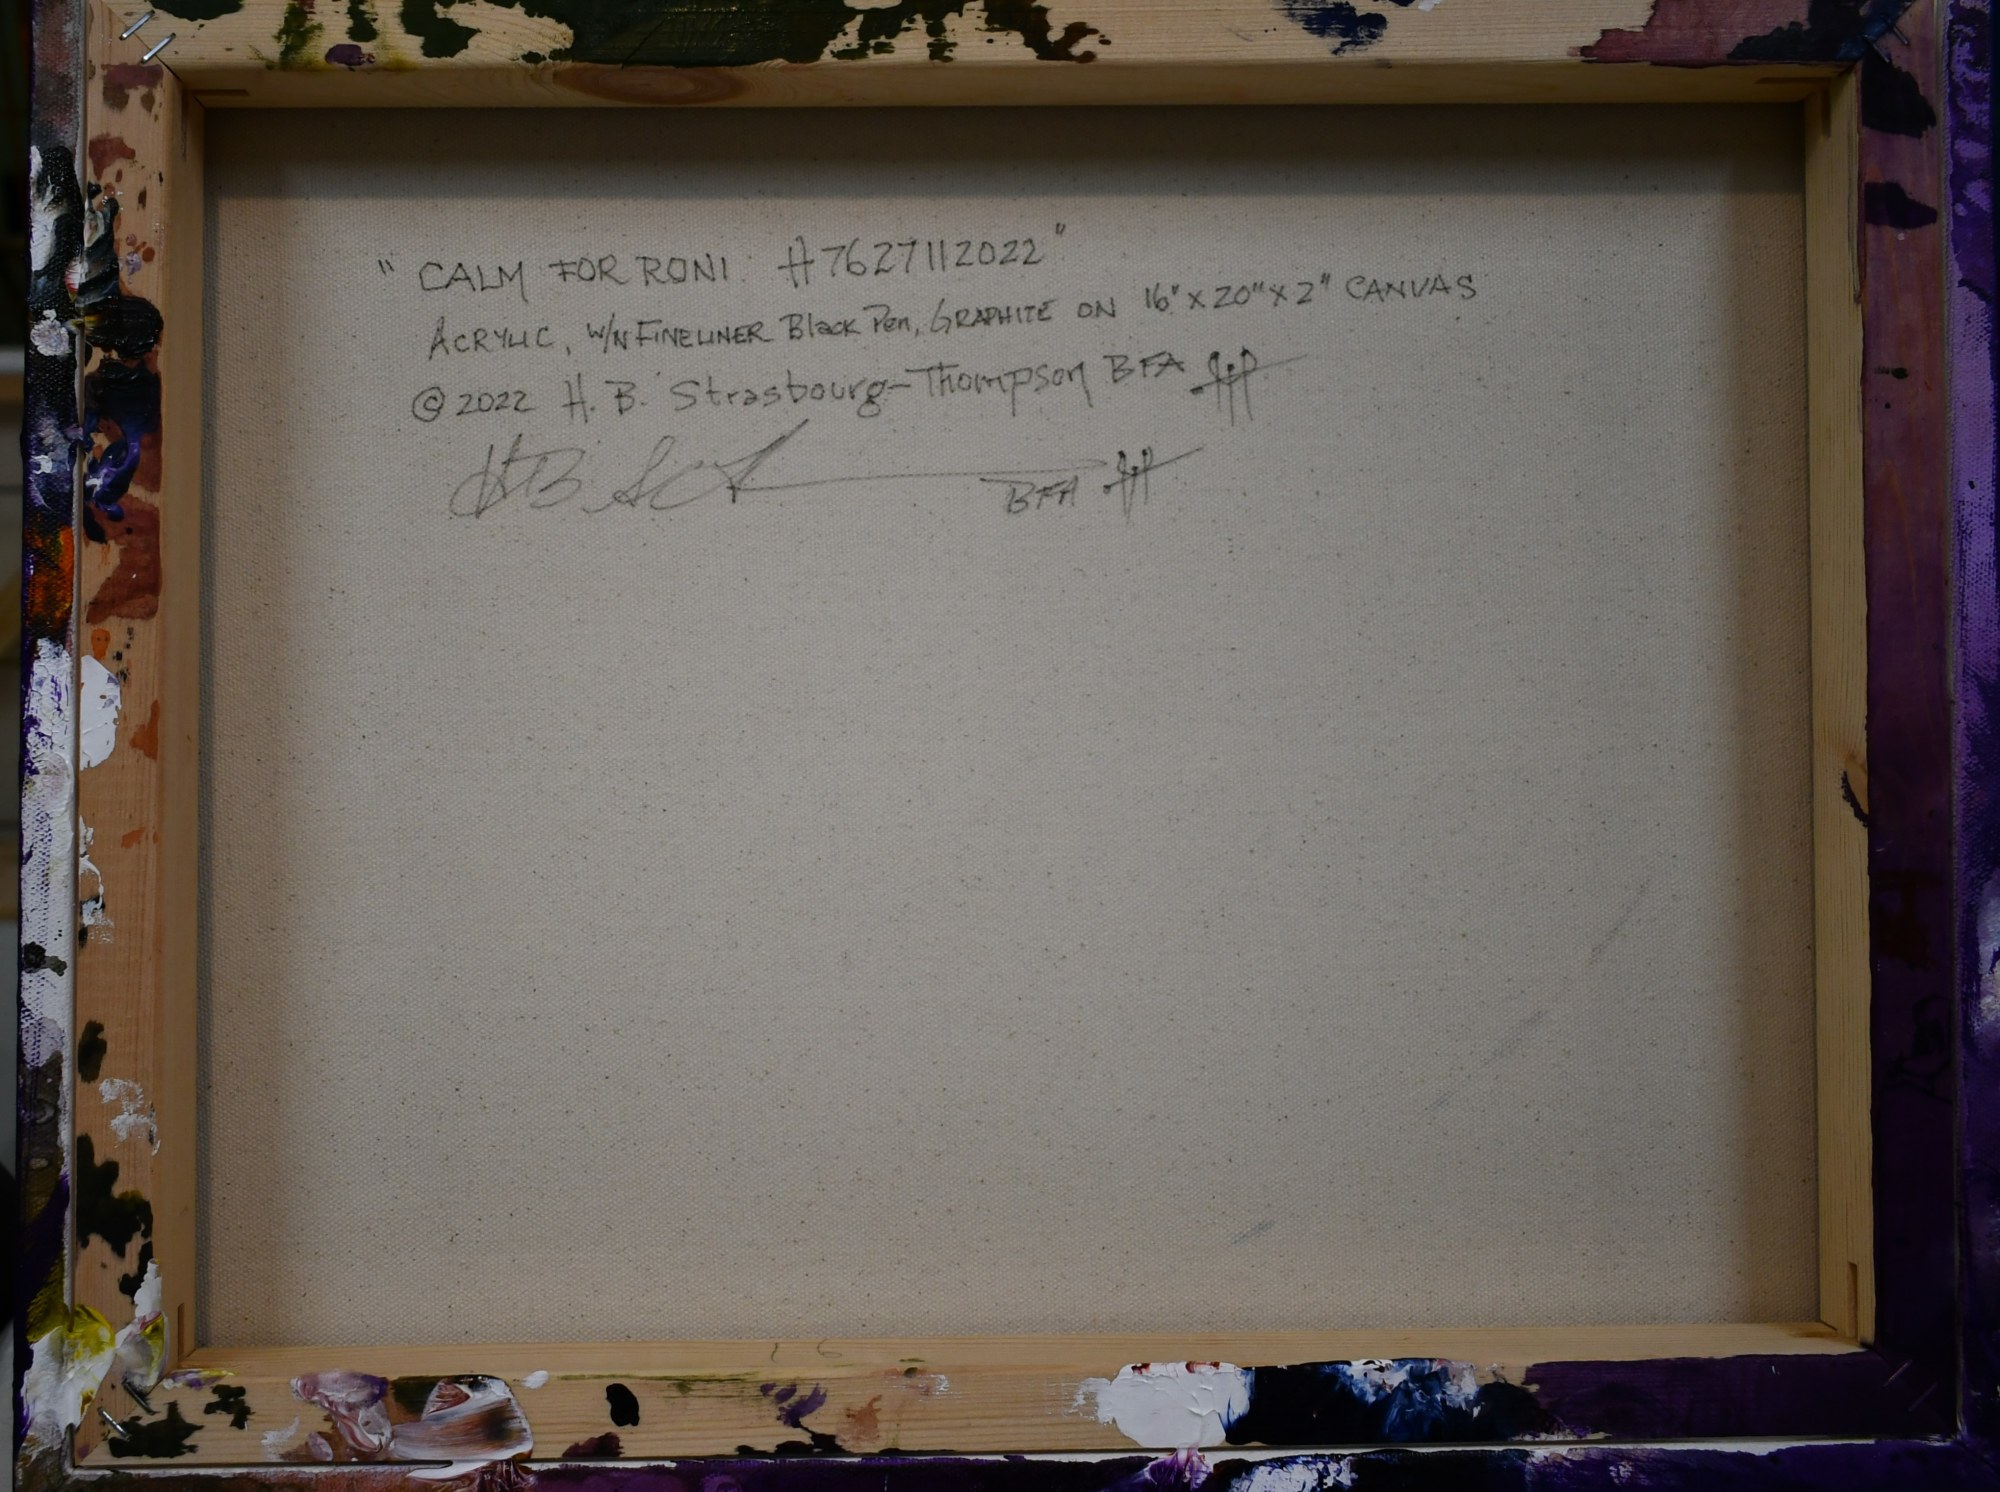 " CALM FOR RONI: #7627112022 "
ACRYLIC, W/N FINELINER Black Pen, GRAPHITE ON 16" X 20" X 2" CANVAS
© 2022 H. B. Strasbourg-Thompson BFA
HB
BFA